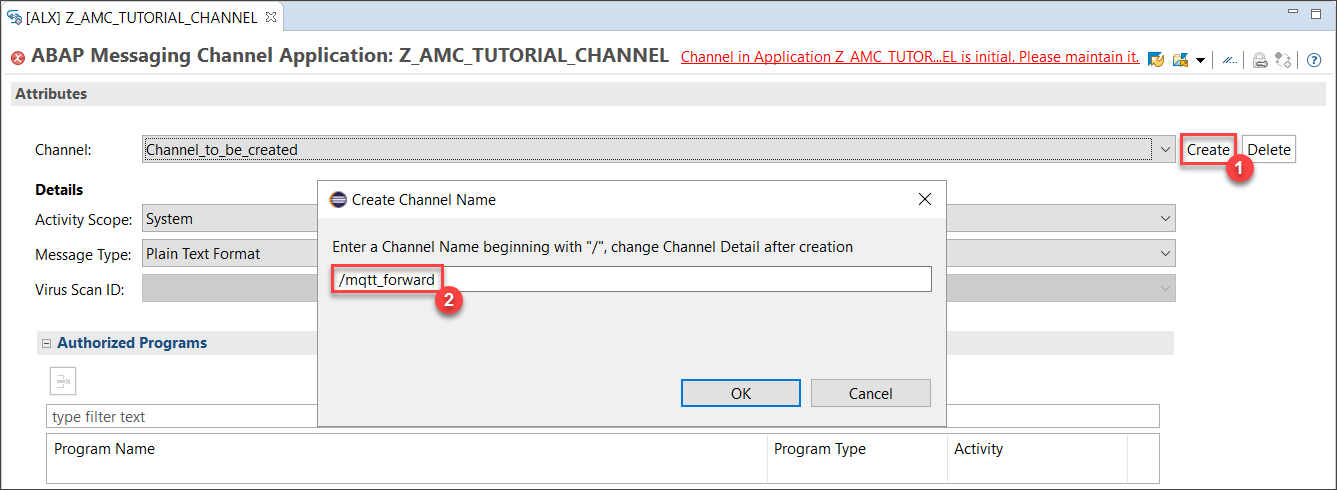 [ALX] Z_AMC_TUTORIAL_CHANNEL
ABAP Messaging Channel Application: Z_AMC_TUTORIAL_CHANNEL Channel in Application Z_AMC_TUTOR...EL is initial. Please maintain it.
Attributes
Channel: Channel_to_be_created Create Delete
1
Details
Create Channel Name
Activity Scope: System
Enter a Channel Name beginning with "/", change Channel Detail after creation
Message Type: Plain Text Format
/mqtt_forward
Virus Scan ID:
2
Authorized Programs
OK Cancel
type filter text
Program Name Program Type Activity